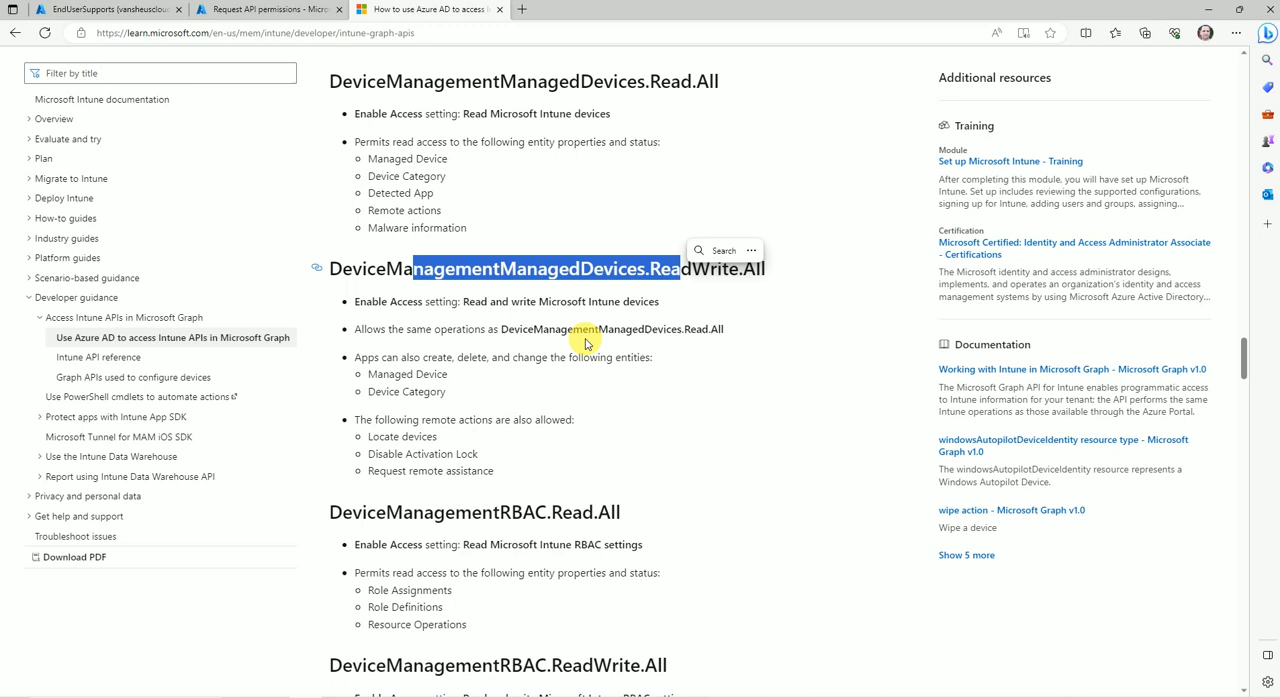 EndUserSupports (vansheuscloud
Request API permissions - Micros
How to use Azure AD to access I
https://learn.microsoft.com/en-us/mem/intune/developer/intune-graph-apis
Filter by title
Microsoft Intune documentation
Overview
Evaluate and try
Plan
Migrate to Intune
Deploy Intune
How-to guides
Industry guides
Platform guides
Scenario-based guidance
Developer guidance
Access Intune APIs in Microsoft Graph
Use Azure AD to access Intune APIs in Microsoft Graph
Intune API reference
Graph APIs used to configure devices
Use PowerShell cmdlets to automate actions
Protect apps with Intune App SDK
Microsoft Tunnel for MAM iOS SDK
Use the Intune Data Warehouse
Report using Intune Data Warehouse API
Privacy and personal data
Get help and support
Troubleshoot issues
Download PDF
DeviceManagementManagedDevices.Read.All
Enable Access setting: Read Microsoft Intune devices
Permits read access to the following entity properties and status:
Managed Device
Device Category
Detected App
Remote actions
Malware information
Search
DeviceManagementManagedDevices.ReadWrite.All
Enable Access setting: Read and write Microsoft Intune devices
Allows the same operations as DeviceManagementManagedDevices.Read.All
Apps can also create, delete, and change the following entities:
Managed Device
Device Category
The following remote actions are also allowed:
Locate devices
Disable Activation Lock
Request remote assistance
DeviceManagementRBAC.Read.All
Enable Access setting: Read Microsoft Intune RBAC settings
Permits read access to the following entity properties and status:
Role Assignments
Role Definitions
Resource Operations
DeviceManagementRBAC.ReadWrite.All
Additional resources
Training
Module
Set up Microsoft Intune - Training
After completing this module, you will have set up Microsoft
Intune. Set up includes reviewing the supported configurations,
signing up for Intune, adding users and groups, assigning...
Certification
Microsoft Certified: Identity and Access Administrator Associate
- Certifications
The Microsoft identity and access administrator designs,
implements, and operates an organization's identity and access
management systems by using Microsoft Azure Active Directory...
Documentation
Working with Intune in Microsoft Graph - Microsoft Graph v1.0
The Microsoft Graph API for Intune enables programmatic access
to Intune information for your tenant; the API performs the same
Intune operations as those available through the Azure Portal.
windowsAutopilotDeviceIdentity resource type - Microsoft
Graph v1.0
The windowsAutopilotDeviceIdentity resource represents a
Windows Autopilot Device.
wipe action - Microsoft Graph v1.0
Wipe a device
Show 5 more